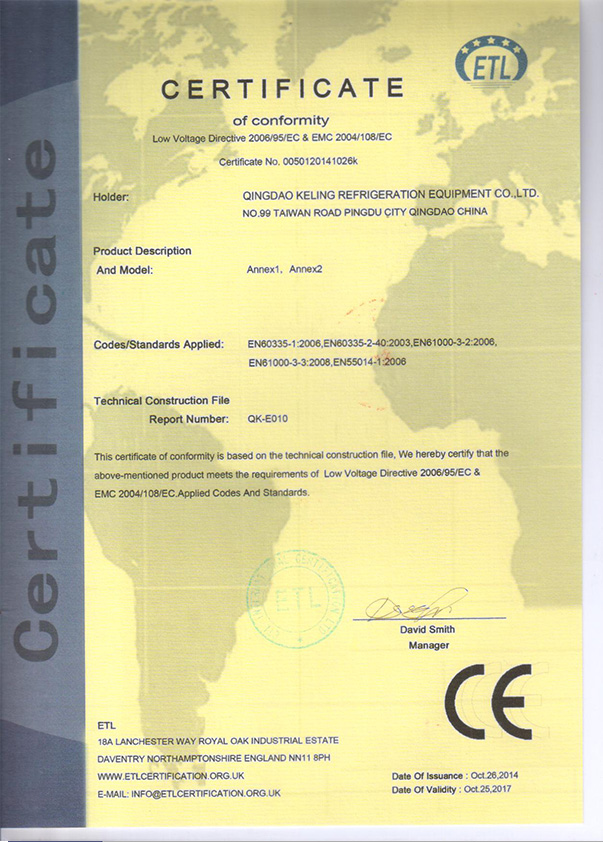 Certificate
ETL
CERTIFICATE
of conformity
Low Voltage Directive 2006/95/EC & EMC 2004/108/EC
Certificate No. 0050120141026k
Holder: QINGDAO KELING REFRIGERATION EQUIPMENT CO.,LTD.
NO.99 TAIWAN ROAD PINGDU CITY QINGDAO CHINA
Product Description
And Model: Annex1, Annex2
Codes/Standards Applied: EN60335-1:2006,EN60335-2-40:2003,EN61000-3-2:2006,
EN61000-3-3:2008,EN55014-1:2006
Technical Construction File
Report Number: QK-E010
This certificate of conformity is based on the technical construction file, We hereby certify that the
above-mentioned product meets the requirements of Low Voltage Directive 2006/95/EC &
EMC 2004/108/EC.Applied Codes And Standards.
ETL
David Smith
Manager
CE
ETL
18A LANCHESTER WAY ROYAL OAK INDUSTRIAL ESTATE
DAVENTRY NORTHAMPTONSHIRE ENGLAND NN11 8PH
WWW.ETLCERTIFICATION.ORG.UK
E-MAIL: INFO@ETLCERTIFICATION.ORG.UK
Date Of Issuance : Oct.26,2014
Date Of Validity : Oct.25,2017